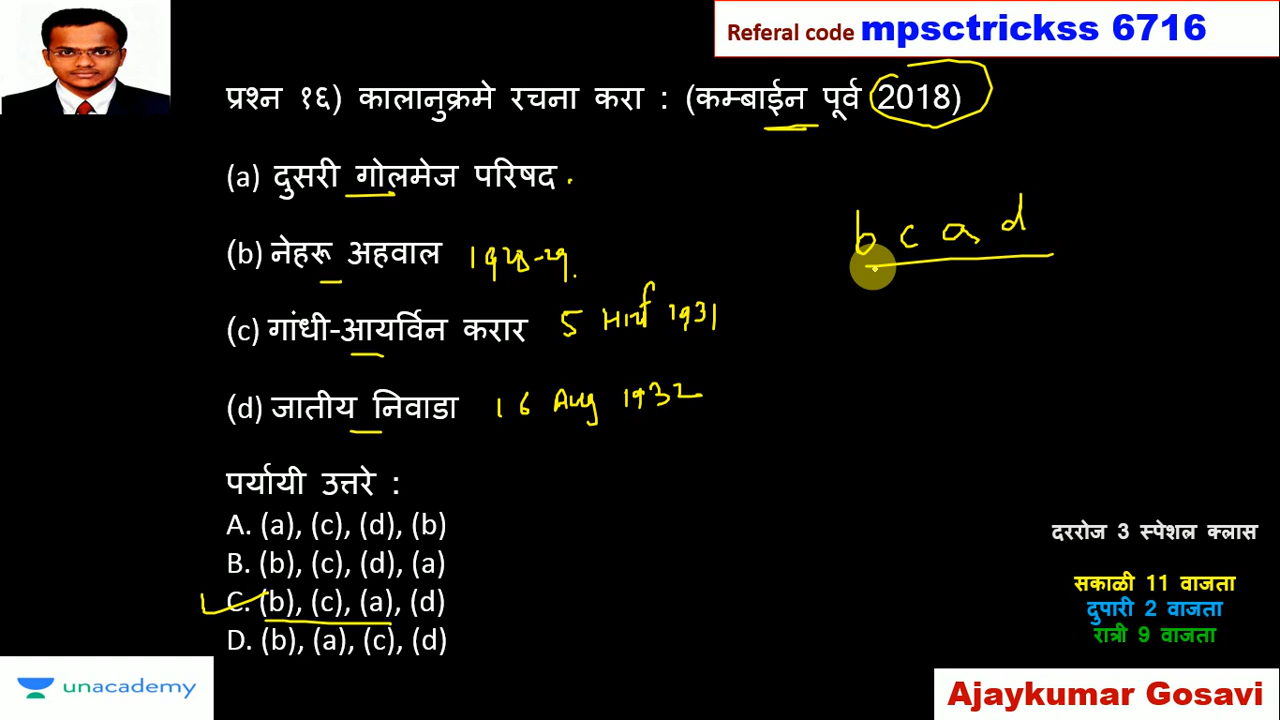 Referal code mpsctrickss 6716
प्रश्न १६) कालानुक्रमे रचना करा : (कम्बाईन पूर्व 2018)
(a) दुसरी गोलमेज परिषद
(b) नेहरू अहवाल 1928-29.
(c) गांधी-आयर्विन करार 5 मार्च 1931
(d) जातीय निवाडा 16 Aug 1932
b c a d
पर्यायी उत्तरे :
A. (a), (c), (d), (b)
B. (b), (c), (d), (a)
C. (b), (c), (a), (d)
D. (b), (a), (c), (d)
दररोज 3 स्पेशल क्लास
सकाळी 11 वाजता
दुपारी 2 वाजता
रात्री 9 वाजता
unacademy
Ajaykumar Gosavi